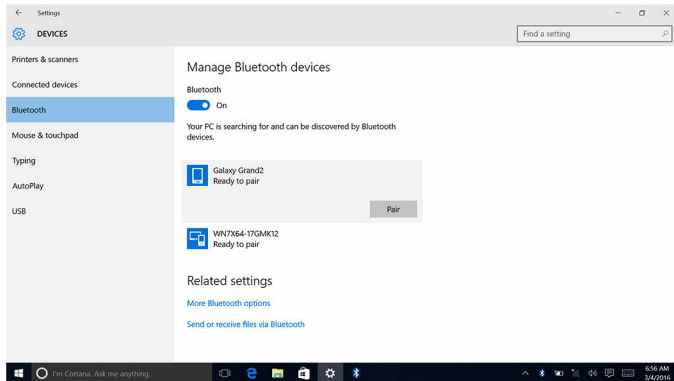 Settings
DEVICES
Find a setting
Printers & scanners
Connected devices
Bluetooth
Mouse & touchpad
Typing
AutoPlay
USB
Manage Bluetooth devices
Bluetooth
On
Your PC is searching for and can be discovered by Bluetooth
devices.
Galaxy Grand2
Ready to pair
Pair
WN7X64-17GMK12
Ready to pair
Related settings
More Bluetooth options
Send or receive files via Bluetooth
I'm Cortana. Ask me anything.
6:56 AM
3/4/2016